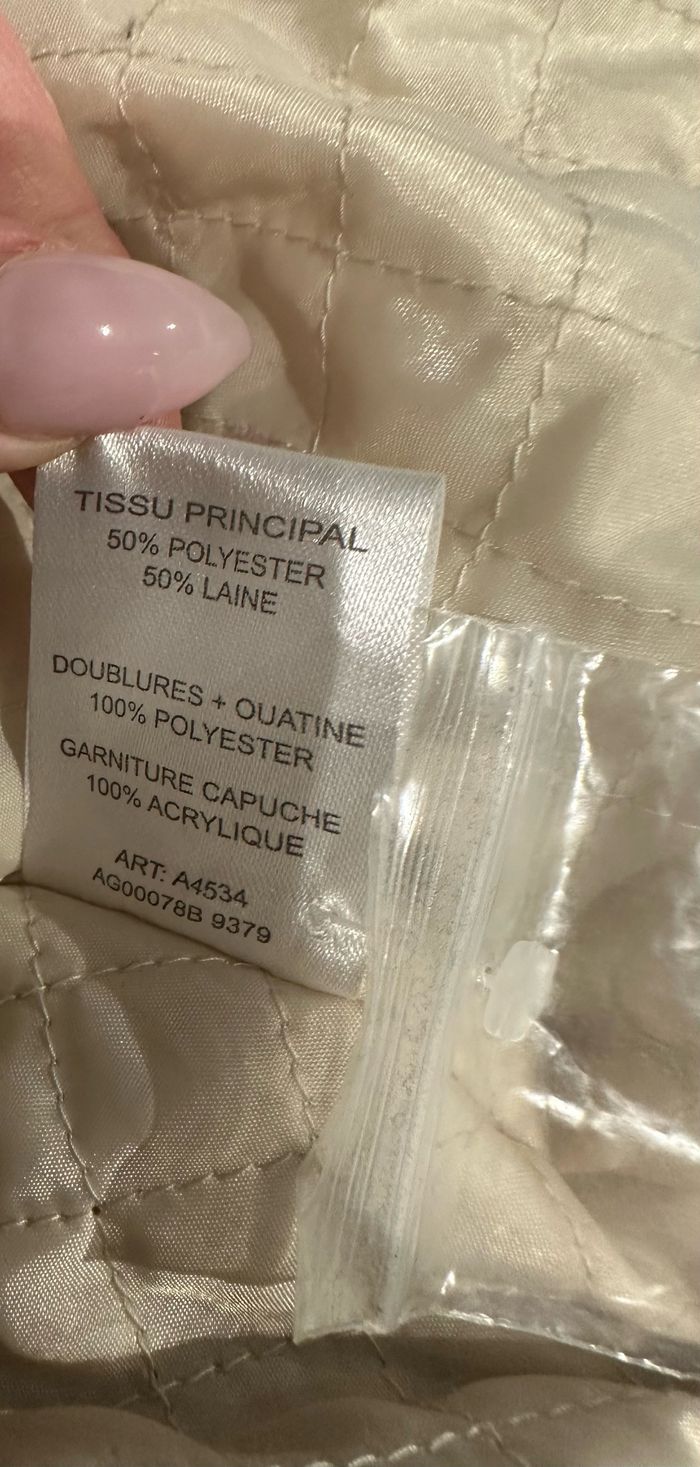 TISSU PRINCIPAL
50% POLYESTER
50% LAINE
DOUBLURES + OUATINE
100% POLYESTER
GARNITURE CAPUCHE
100% ACRYLIQUE
ART: A4534
AG00078B 9379